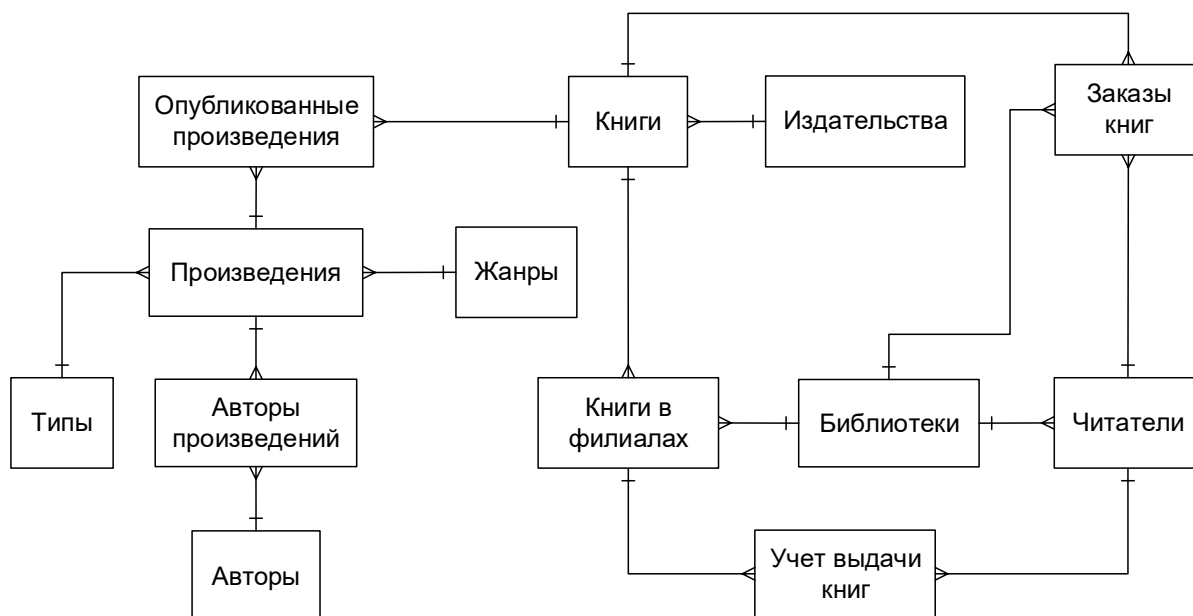 Опубликованные
произведения
Книги
Издательства
Заказы
книг
Произведения
Жанры
Типы
Авторы
произведений
Книги в
филиалах
Библиотеки
Читатели
Авторы
Учет выдачи
книг